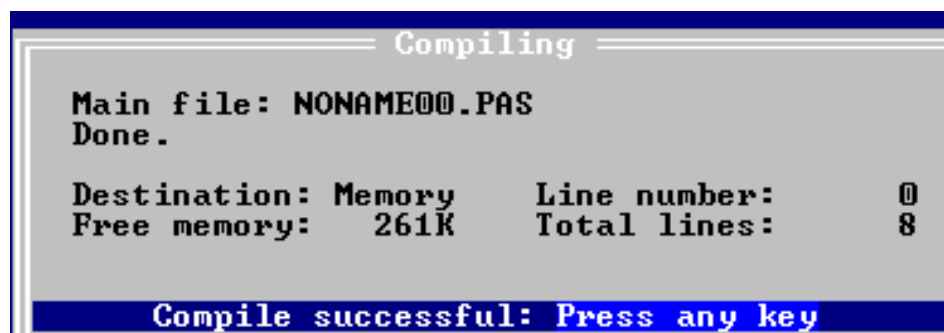 Compiling
Main file: NONAME00.PAS
Done.
Destination: Memory Line number: 0
Free memory: 261K Total lines: 8
Compile successful: Press any key